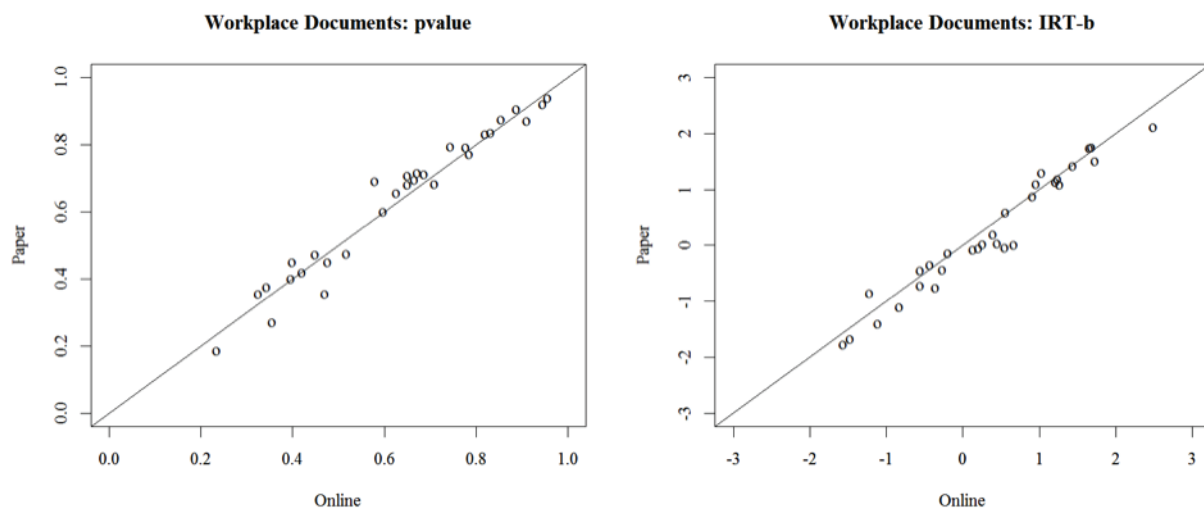 Workplace Documents: pvalue
Paper
1.0
0.8
0.6
0.4
0.2
0.0
0.0 0.2 0.4 0.6 0.8 1.0
Online
Workplace Documents: IRT-b
Paper
3
2
1
0
-1
-2
-3
-3 -2 -1 0 1 2 3
Online